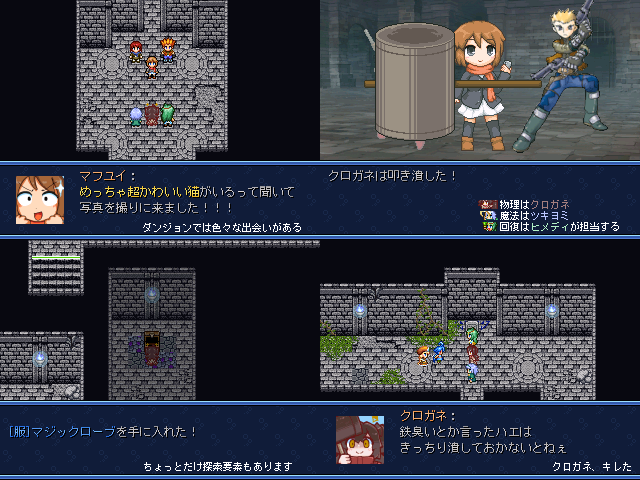 マフユイ：
めっちゃ超かわいい猫がいるって聞いて
写真を撮りに来ました！！！
ダンジョンでは色々な出会いがある
クロガネは叩き潰した！
物理はクロガネ
魔法はツキヨミ
回復はヒメディが担当する
[服]マジックローブを手に入れた！
ちょっとだけ探索要素もあります
クロガネ：
鉄臭いとか言ったハエは
きっちり潰しておかないとねぇ
クロガネ、キレた